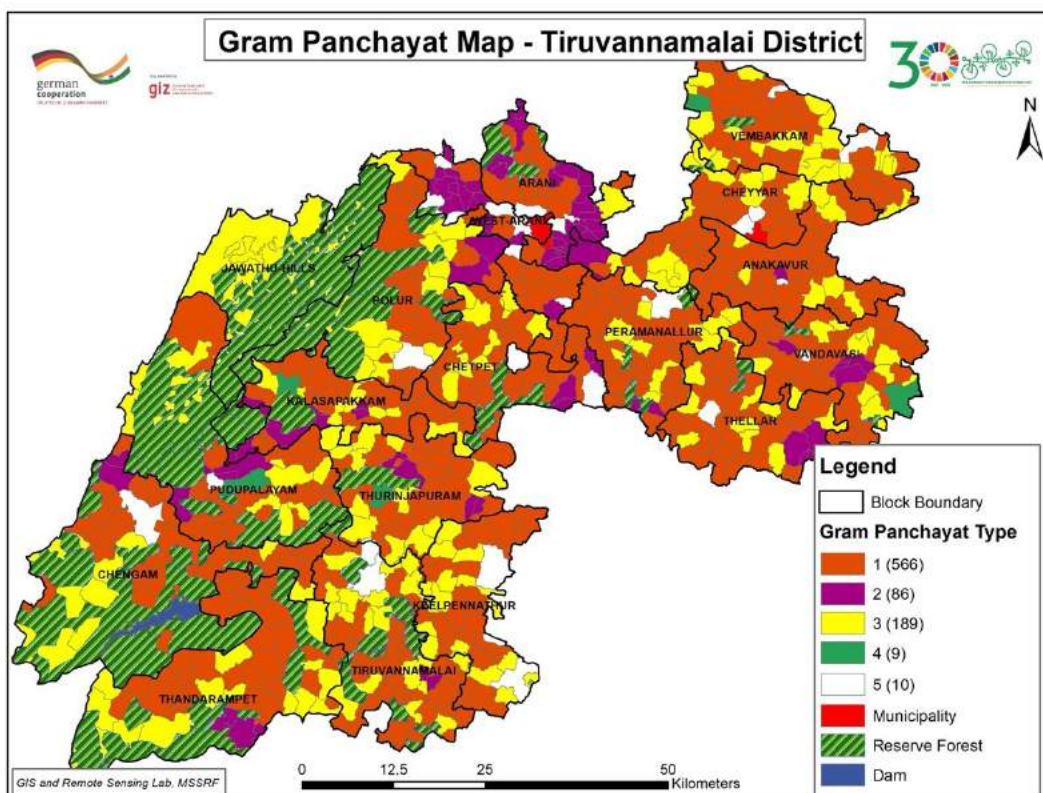 Gram Panchayat Map - Tiruvannamalai District
german
cooperation
giz
30
N
VEMBAKKAM
CHEYYAR
ARANI
WEST-ARANI
ANAKAVUR
JAWATHU HILLS
POLUR
PERAMANALLUR
VANDAVASI
CHETPET
KALASAPAKKAM
THELLAR
PUDUPALAYAM
THURINJAPURAM
CHENGAM
KEELPENNATHUR
TIRUVANNAMALAI
THANDARAMPET
Legend
Block Boundary
Gram Panchayat Type
1 (566)
2 (86)
3 (189)
4 (9)
5 (10)
Municipality
Reserve Forest
Dam
GIS and Remote Sensing Lab, MSSRF
0 12.5 25 50
Kilometers